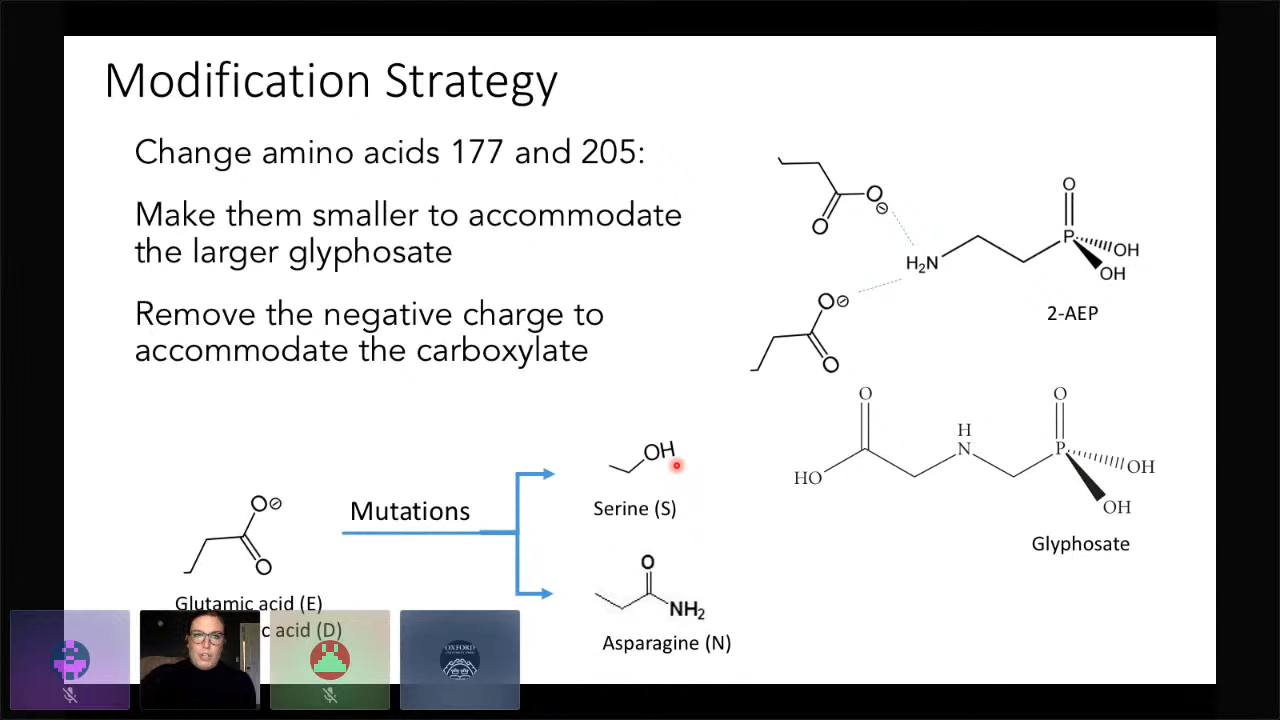 Modification Strategy
Change amino acids 177 and 205:
Make them smaller to accommodate
the larger glyphosate
Remove the negative charge to
accommodate the carboxylate
O⊖
O
O⊖
O
H₂N
O
P
OH
OH
2-AEP
O
HO
H
N
O
P
OH
OH
Glyphosate
O⊖
O
Glutamic acid (E)
c acid (D)
Mutations
OH
Serine (S)
O
NH₂
Asparagine (N)
OXFORD